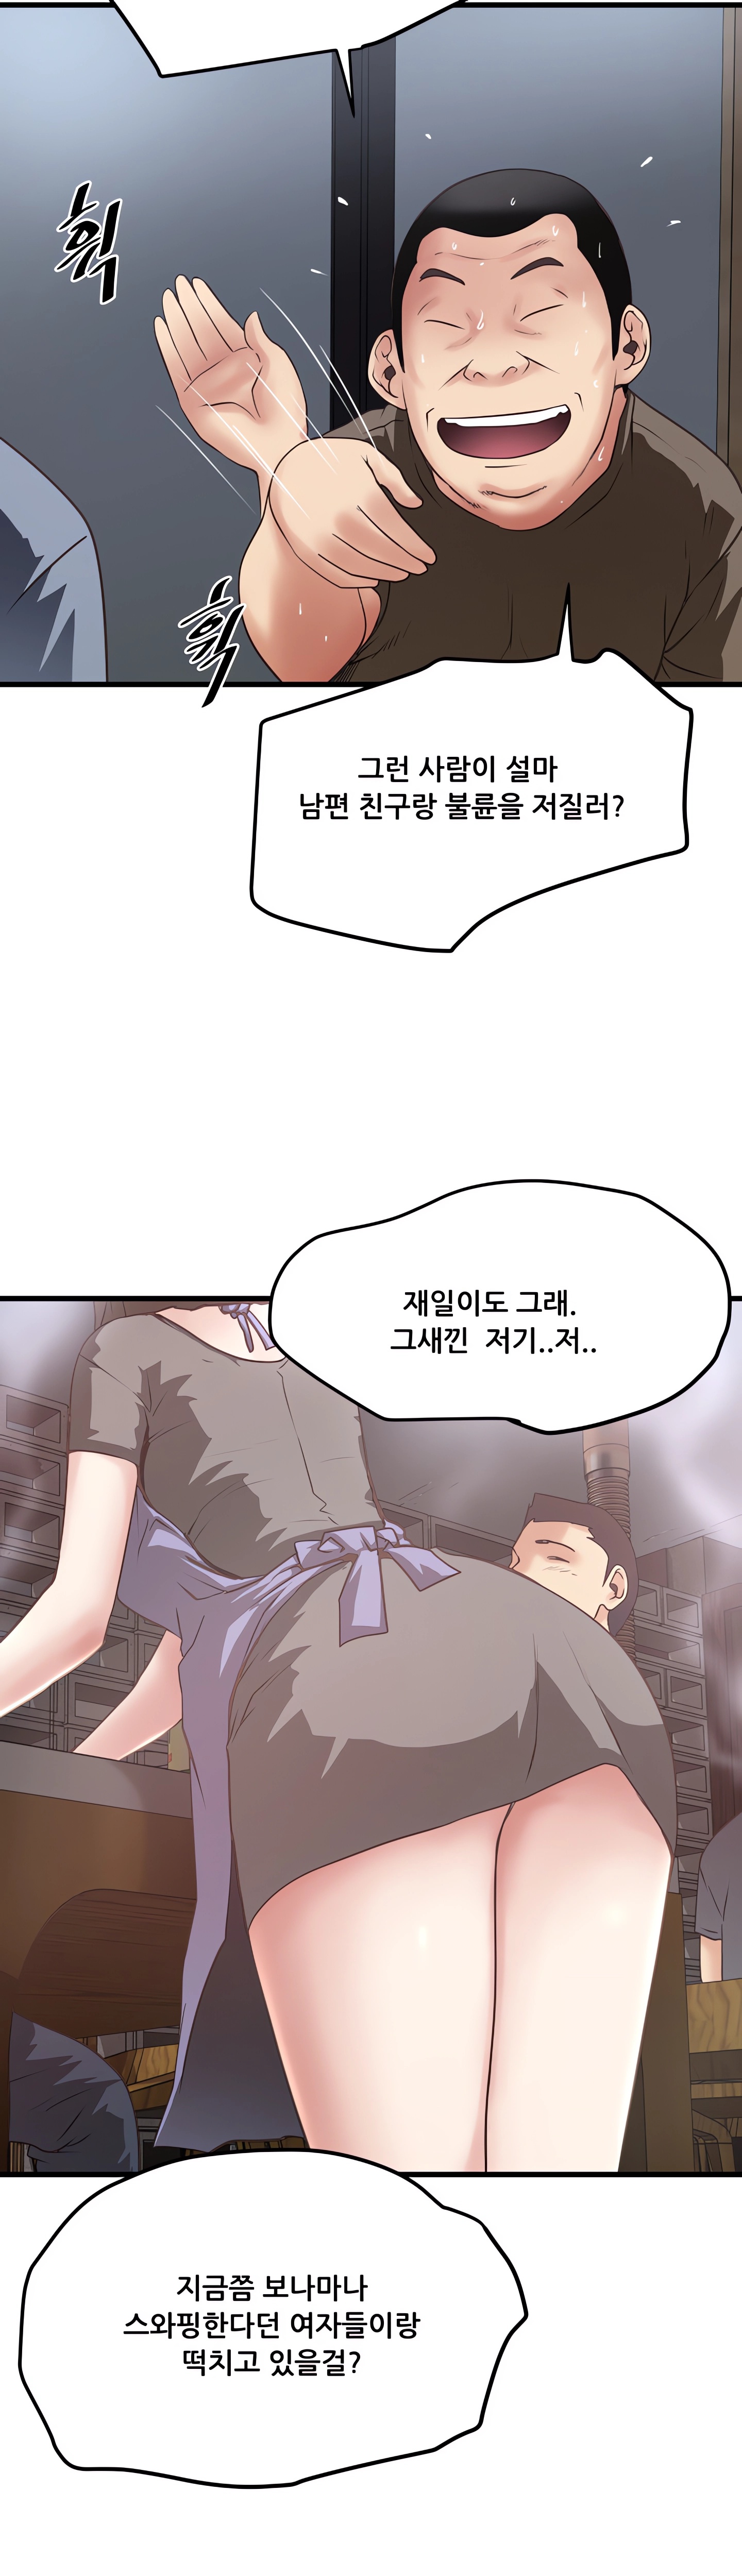 휙
휙
그런 사람이 설마
남편 친구랑 불륜을 저질러?
재일이도 그래.
그새낀 저기..저..
지금쯤 보나마나
스와핑한다던 여자들이랑
떡치고 있을걸?